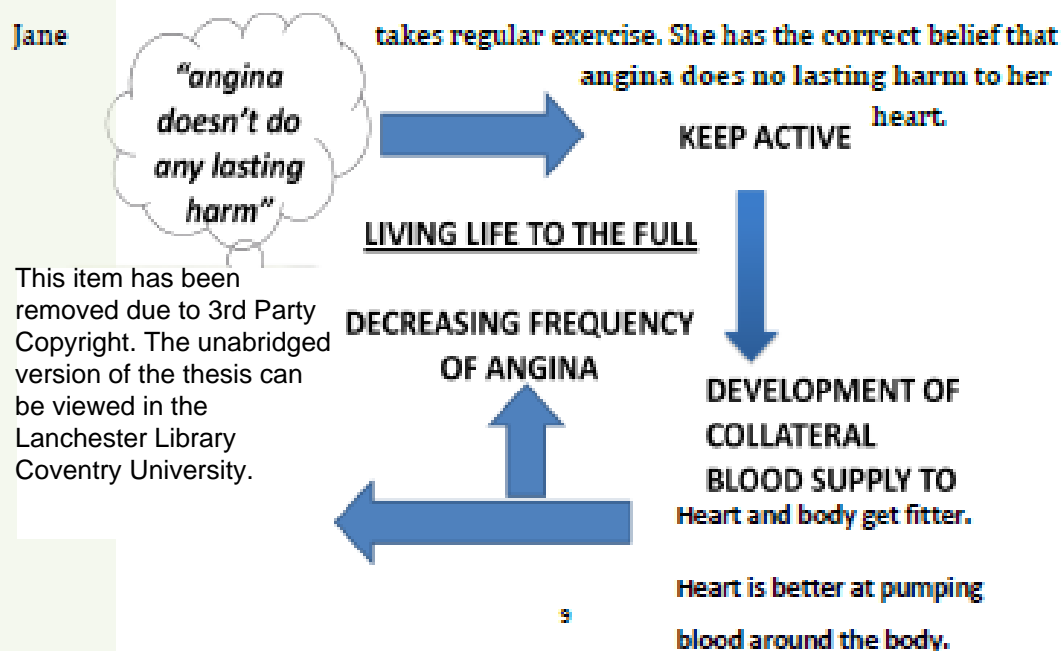 Jane takes regular exercise. She has the correct belief that
angina does no lasting harm to her
heart.
"angina
doesn't do
any lasting
harm"
KEEP ACTIVE
LIVING LIFE TO THE FULL
This item has been
removed due to 3rd Party
Copyright. The unabridged
version of the thesis can
be viewed in the
Lanchester Library
Coventry University.
DECREASING FREQUENCY
OF ANGINA
DEVELOPMENT OF
COLLATERAL
BLOOD SUPPLY TO
Heart and body get fitter.
Heart is better at pumping
blood around the body.
9